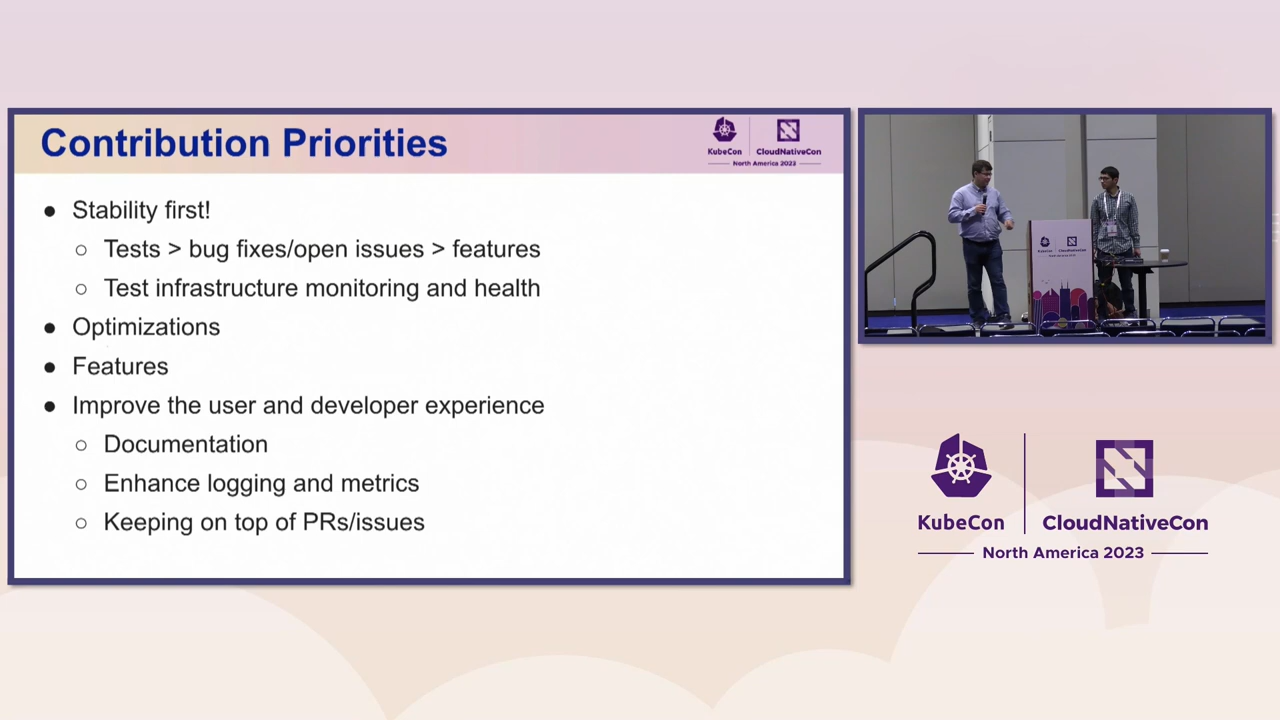 Contribution Priorities
KubeCon
CloudNativeCon
North America 2023
● Stability first!
○ Tests > bug fixes/open issues > features
○ Test infrastructure monitoring and health
● Optimizations
● Features
● Improve the user and developer experience
○ Documentation
○ Enhance logging and metrics
○ Keeping on top of PRs/issues
KubeCon
CloudNativeCon
North America 2023